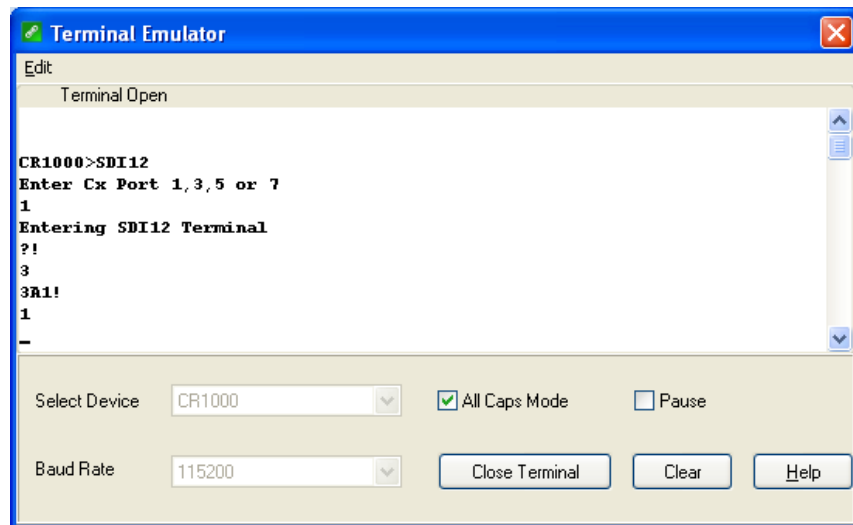 Terminal Emulator
Edit
Terminal Open
CR1000>SDI12
Enter Cx Port 1,3,5 or 7
1
Entering SDI12 Terminal
?!
3
3A1!
1
Select Device CR1000 All Caps Mode Pause
Baud Rate 115200 Close Terminal Clear Help